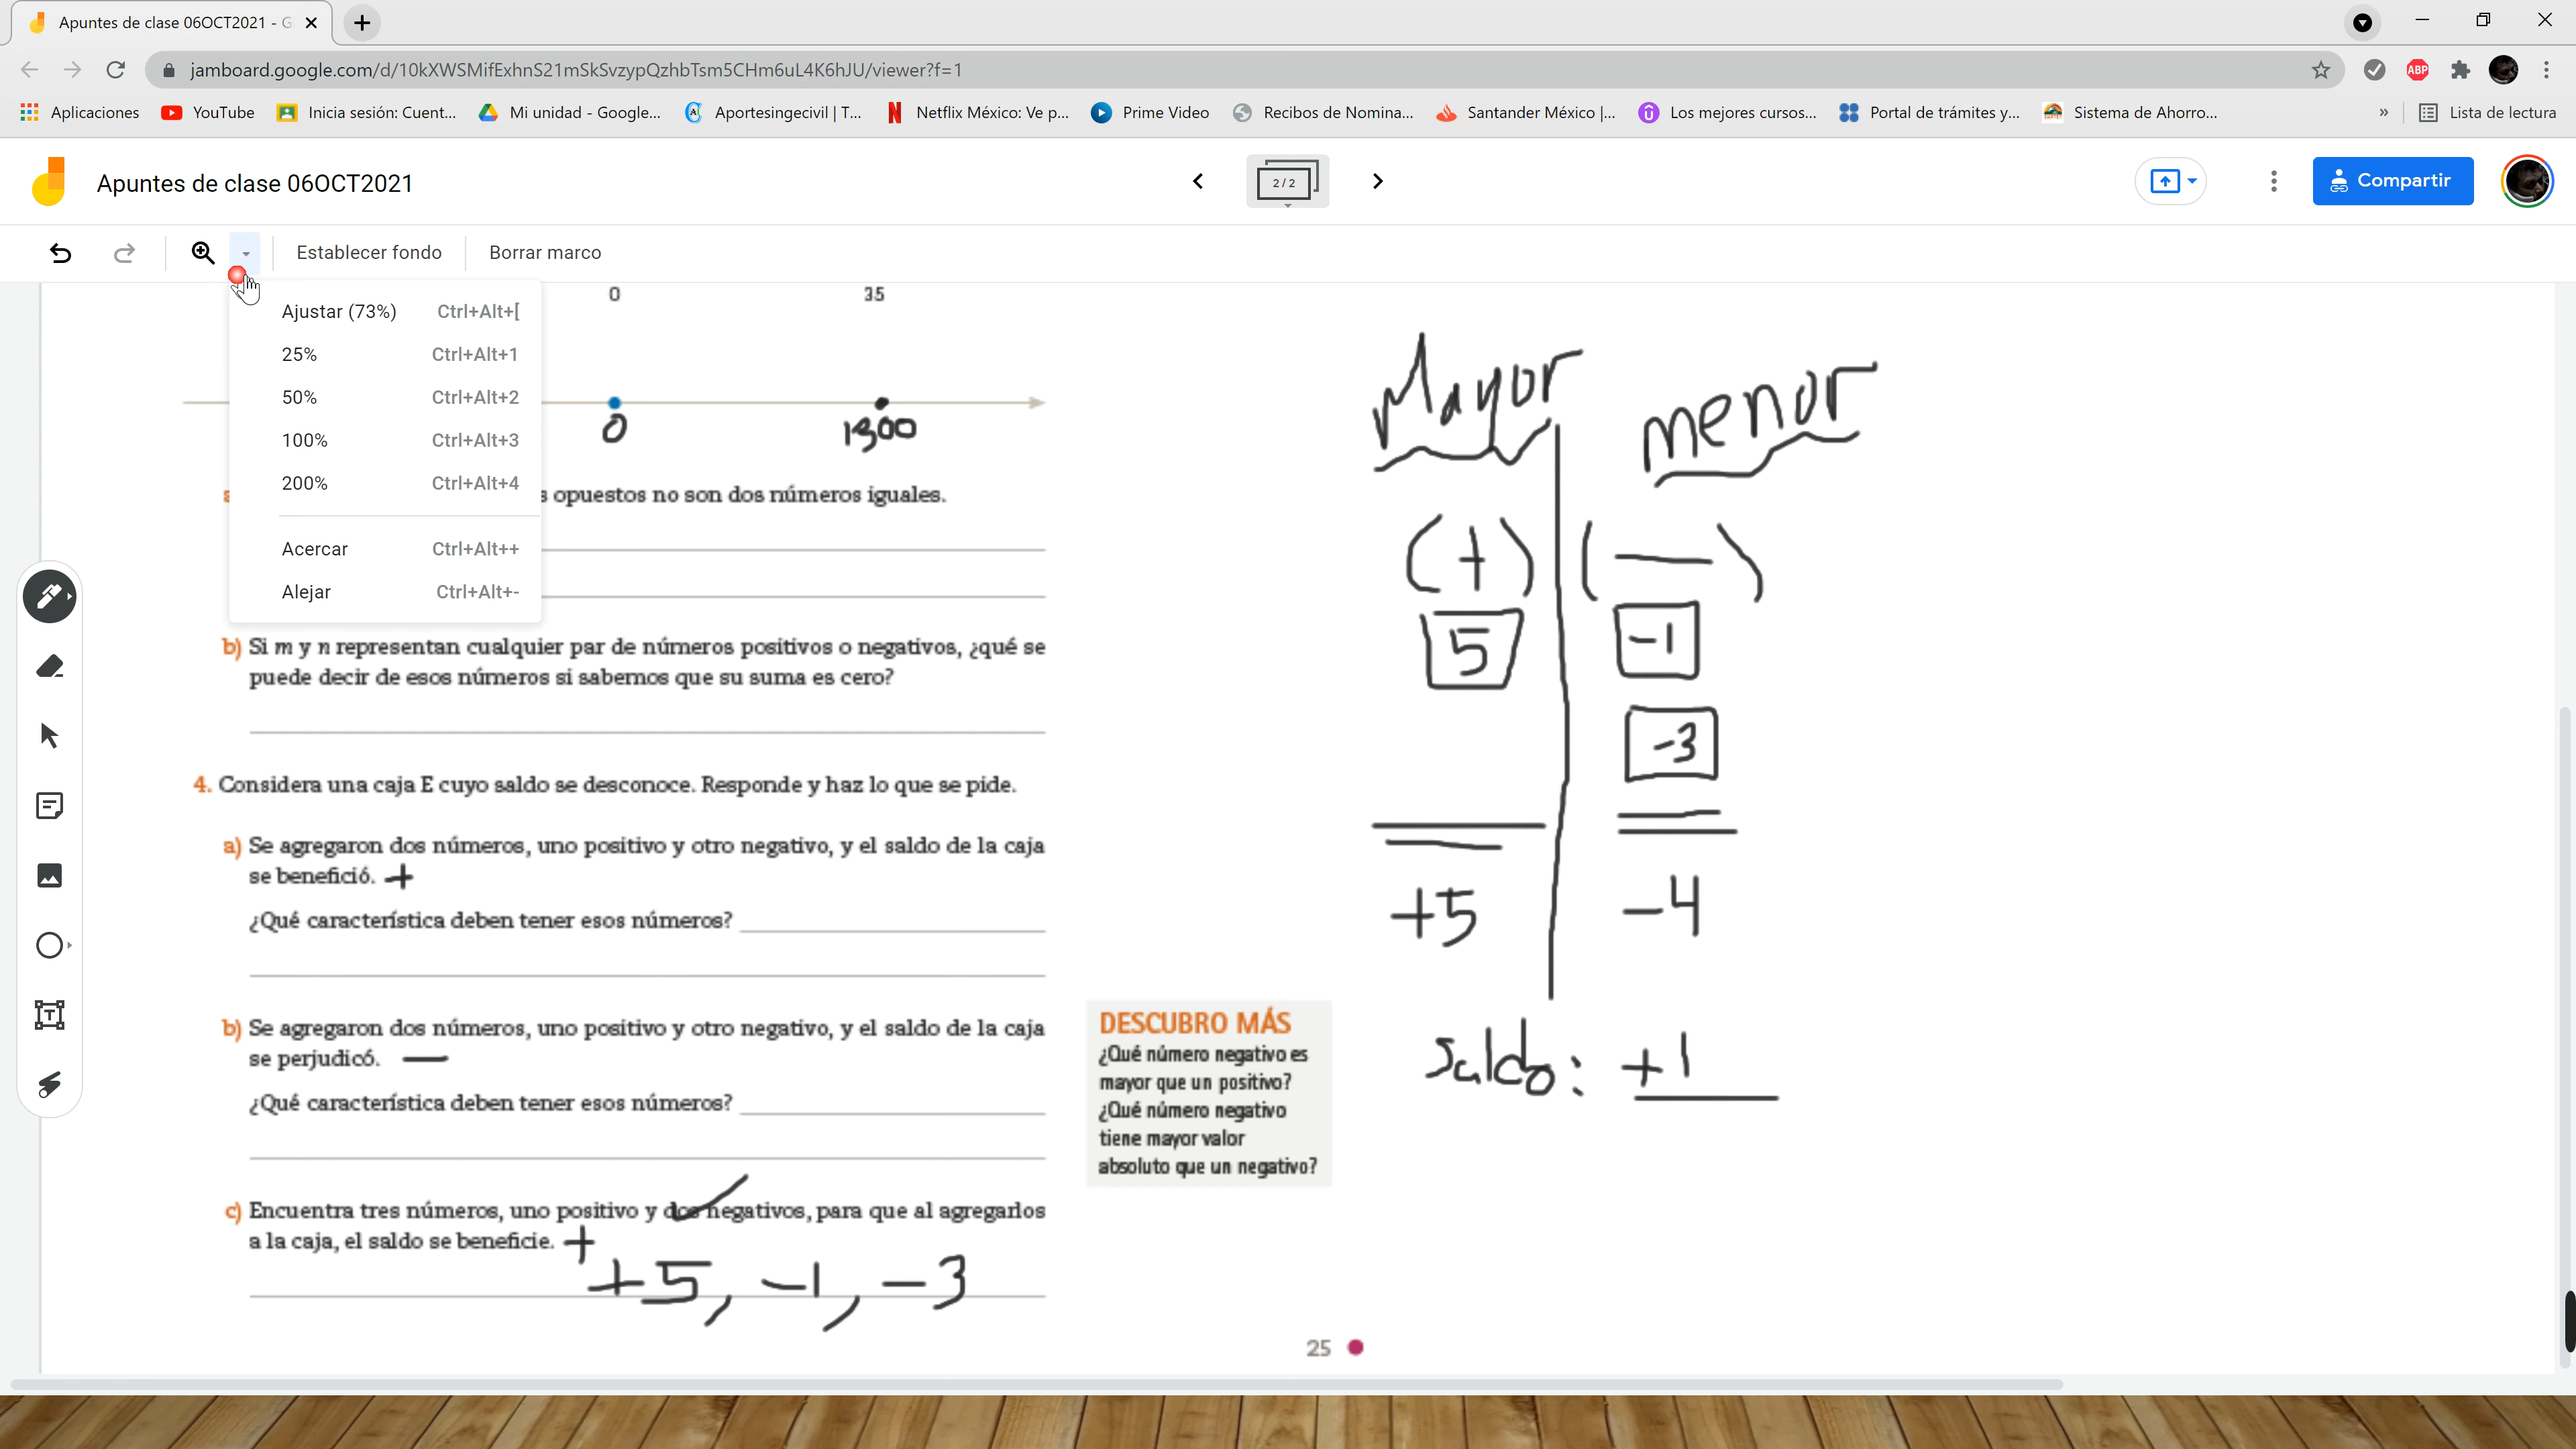 Apuntes de clase 06OCT2021 - G
jamboard.google.com/d/10kXWSMifExhnS21mSkSvzypQzhbTsm5CHm6uL4K6hJU/viewer?f=1
ABP
Aplicaciones
YouTube
Inicia sesión: Cuent...
Mi unidad - Google...
Aportesingecivil | T...
Netflix México: Ve p...
Prime Video
Recibos de Nomina...
Santander México |...
Los mejores cursos...
Portal de trámites y...
Sistema de Ahorro...
»
Lista de lectura
Apuntes de clase 06OCT2021
2 / 2
Compartir
Establecer fondo
Borrar marco
Ajustar (73%) Ctrl+Alt+[
25% Ctrl+Alt+1
50% Ctrl+Alt+2
100% Ctrl+Alt+3
200% Ctrl+Alt+4
Acercar Ctrl+Alt++
Alejar Ctrl+Alt+-
0 35
0 1300
s opuestos no son dos números iguales.
b) Si m y n representan cualquier par de números positivos o negativos, ¿qué se
puede decir de esos números si sabemos que su suma es cero?
4. Considera una caja E cuyo saldo se desconoce. Responde y haz lo que se pide.
a) Se agregaron dos números, uno positivo y otro negativo, y el saldo de la caja
se benefició. +
¿Qué característica deben tener esos números?
b) Se agregaron dos números, uno positivo y otro negativo, y el saldo de la caja
se perjudicó. —
¿Qué característica deben tener esos números?
c) Encuentra tres números, uno positivo y dos negativos, para que al agregarlos
a la caja, el saldo se beneficie. +
+5, -1, -3
DESCUBRO MÁS
¿Qué número negativo es
mayor que un positivo?
¿Qué número negativo
tiene mayor valor
absoluto que un negativo?
25
Mayor menor
(+) (—)
5 -1
-3
+5 -4
Saldo: +1